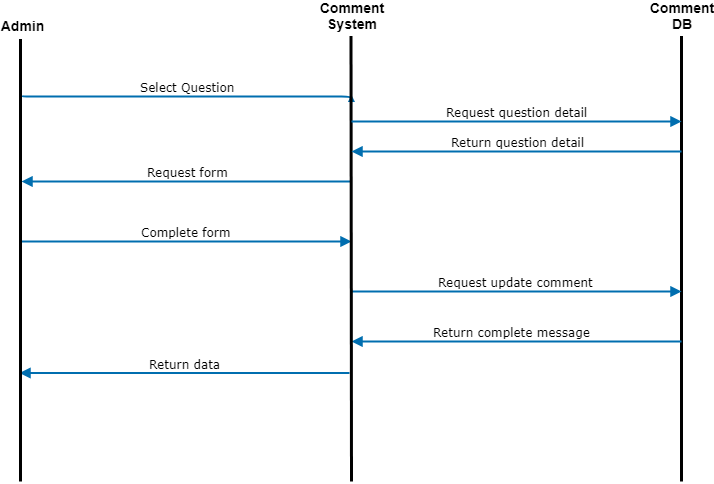 Admin
Comment
System
Comment
DB
Select Question
Request question detail
Return question detail
Request form
Complete form
Request update comment
Return complete message
Return data